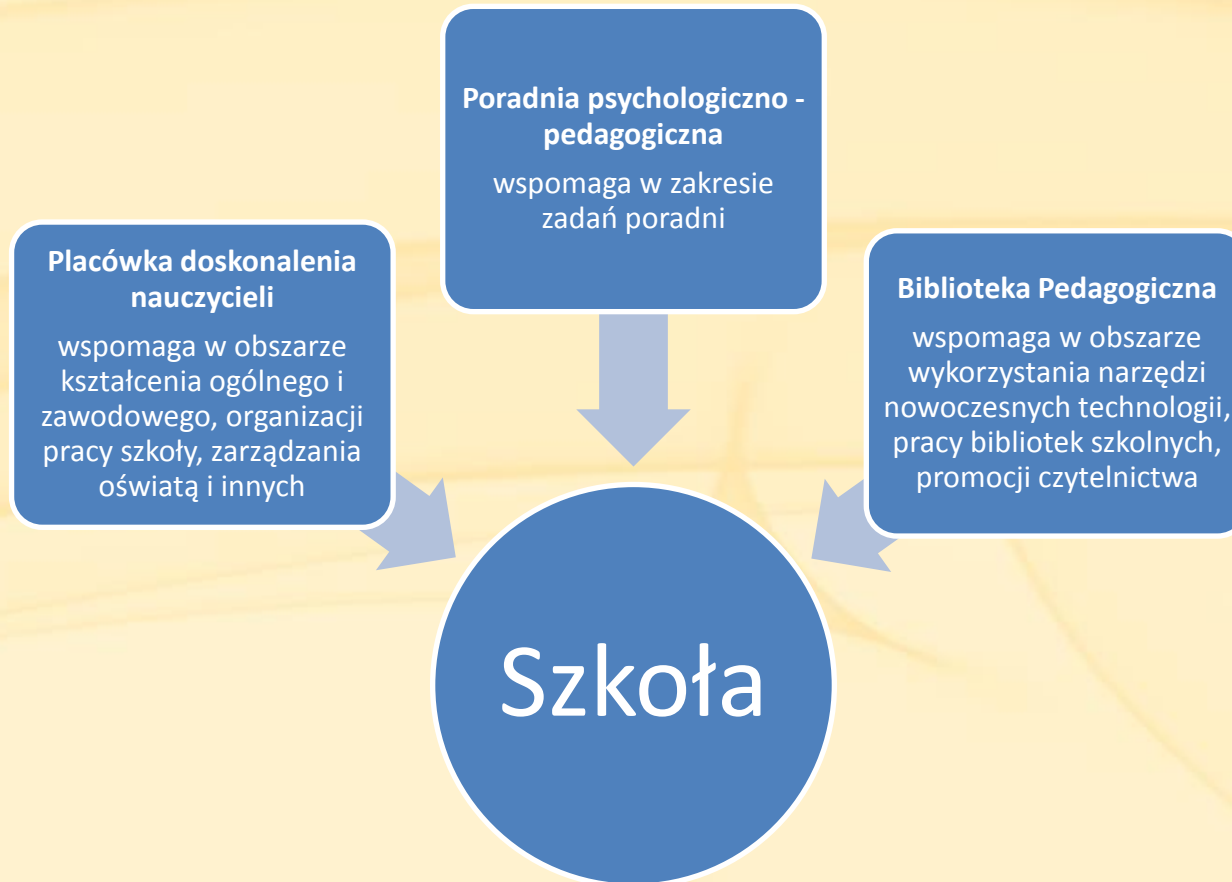 Poradnia psychologiczno -
pedagogiczna
wspomaga w zakresie
zadań poradni
Placówka doskonalenia
nauczycieli
wspomaga w obszarze
kształcenia ogólnego i
zawodowego, organizacji
pracy szkoły, zarządzania
oświatą i innych
Biblioteka Pedagogiczna
wspomaga w obszarze
wykorzystania narzędzi
nowoczesnych technologii,
pracy bibliotek szkolnych,
promocji czytelnictwa
Szkoła